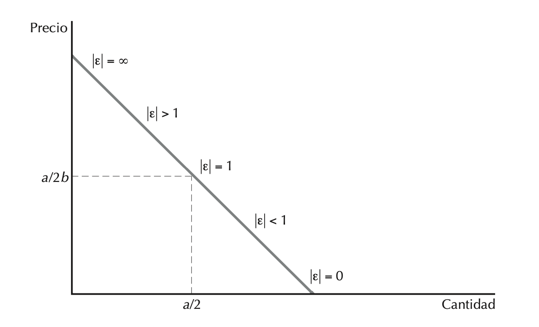 Precio
|ε| = ∞
|ε| > 1
|ε| = 1
a/2b
|ε| < 1
|ε| = 0
a/2
Cantidad